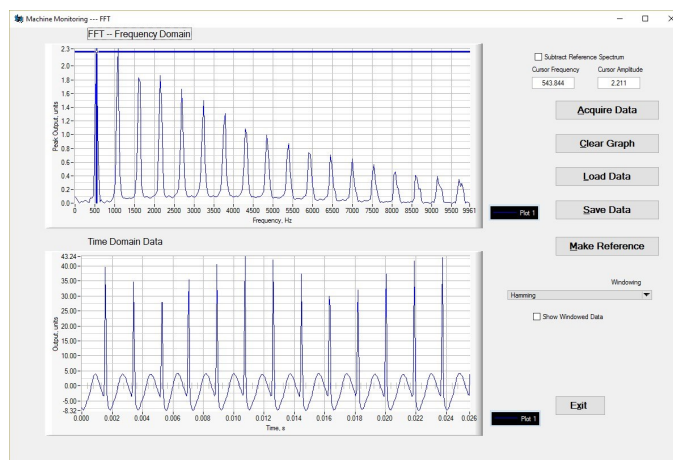 Machine Monitoring --- FFT
FFT -- Frequency Domain
2.3
2.0
1.8
1.6
1.4
1.2
1.0
0.8
0.6
0.4
0.2
0.0
Peak Output, units
0 500 1000 1500 2000 2500 3000 3500 4000 4500 5000 5500 6000 6500 7000 7500 8000 8500 9000 9500 9961
Frequency, Hz
Plot 1
Subtract Reference Spectrum
Cursor Frequency Cursor Amplitude
543.844 2.211
Acquire Data
Clear Graph
Load Data
Save Data
Make Reference
Windowing
Hamming
Show Windowed Data
Exit
Time Domain Data
43.24
40.00
35.00
30.00
25.00
20.00
15.00
10.00
5.00
0.00
-5.00
-8.32
Output, units
0.000 0.002 0.004 0.006 0.008 0.010 0.012 0.014 0.016 0.018 0.020 0.022 0.024 0.026
Time, s
Plot 1